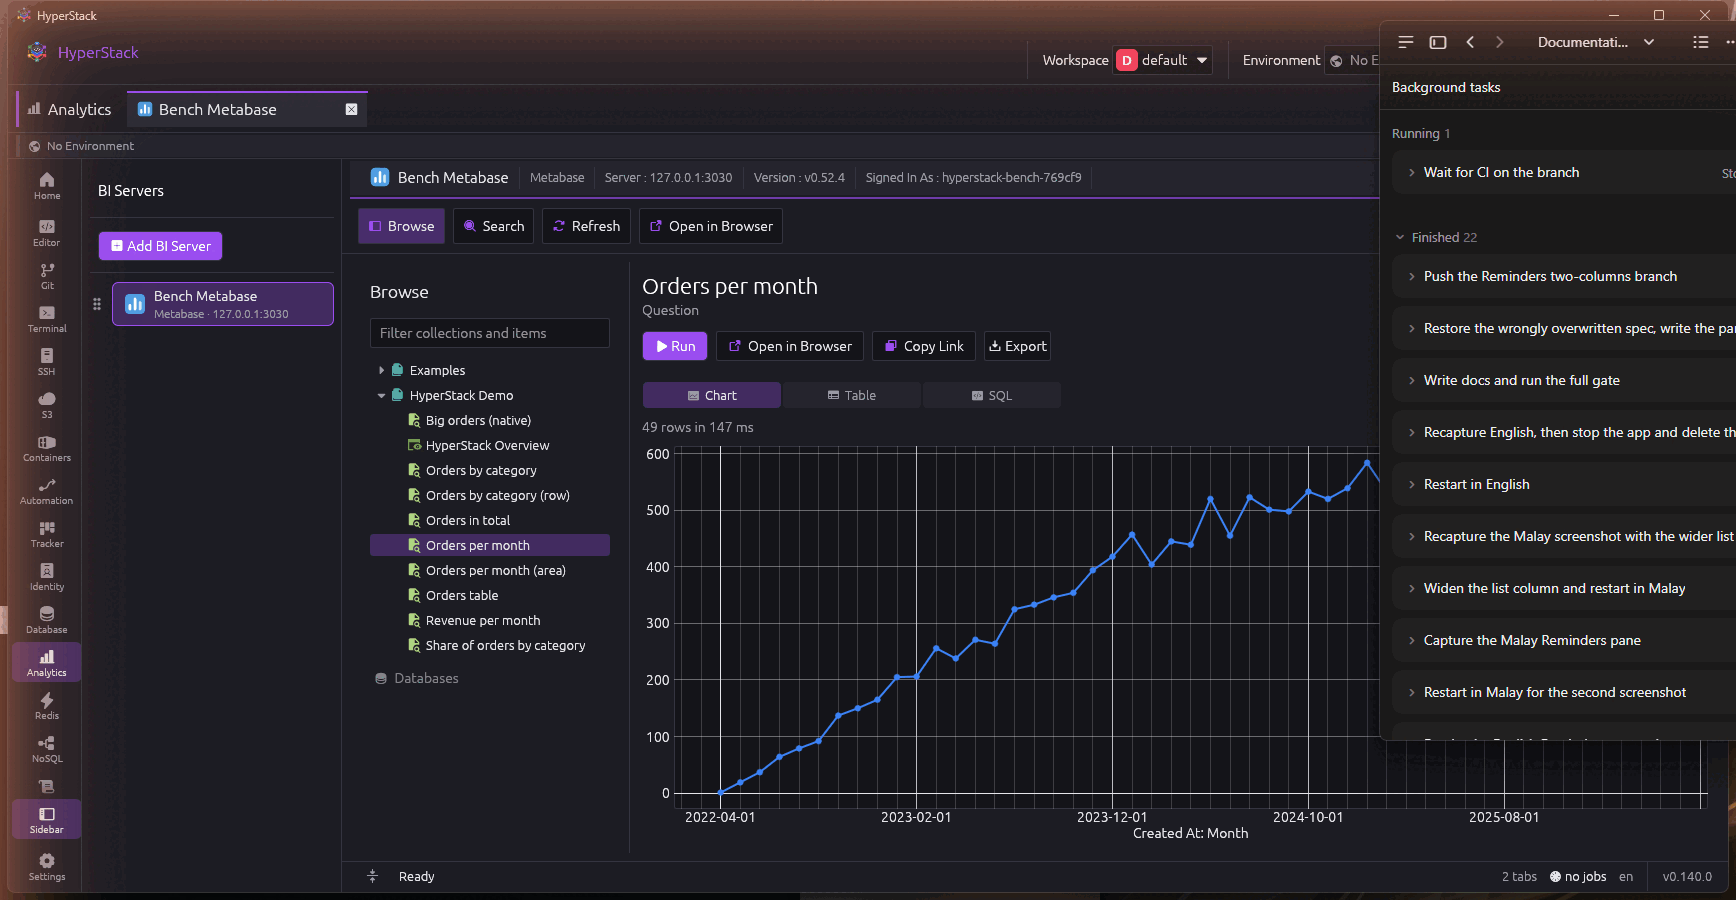 HyperStack
HyperStack
Workspace D default
Environment No E
Analytics
Bench Metabase
No Environment
Home
Editor
Git
Terminal
SSH
S3
Containers
Automation
Tracker
Identity
Database
Analytics
Redis
NoSQL
Sidebar
Settings
BI Servers
Add BI Server
Bench Metabase
Metabase · 127.0.0.1:3030
Bench Metabase
Metabase
Server : 127.0.0.1:3030
Version : v0.52.4
Signed In As : hyperstack-bench-769cf9
Browse
Search
Refresh
Open in Browser
Browse
Filter collections and items
Examples
HyperStack Demo
Big orders (native)
HyperStack Overview
Orders by category
Orders by category (row)
Orders in total
Orders per month
Orders per month (area)
Orders table
Revenue per month
Share of orders by category
Databases
Orders per month
Question
Run
Open in Browser
Copy Link
Export
Chart
Table
SQL
49 rows in 147 ms
600
500
400
300
200
100
0
2022-04-01
2023-02-01
2023-12-01
2024-10-01
2025-08-01
Created At: Month
Documentati...
Background tasks
Running 1
Wait for CI on the branch
Sto
Finished 22
Push the Reminders two-columns branch
Restore the wrongly overwritten spec, write the par
Write docs and run the full gate
Recapture English, then stop the app and delete th
Restart in English
Recapture the Malay screenshot with the wider list
Widen the list column and restart in Malay
Capture the Malay Reminders pane
Restart in Malay for the second screenshot
Ready
2 tabs
no jobs
en
v0.140.0